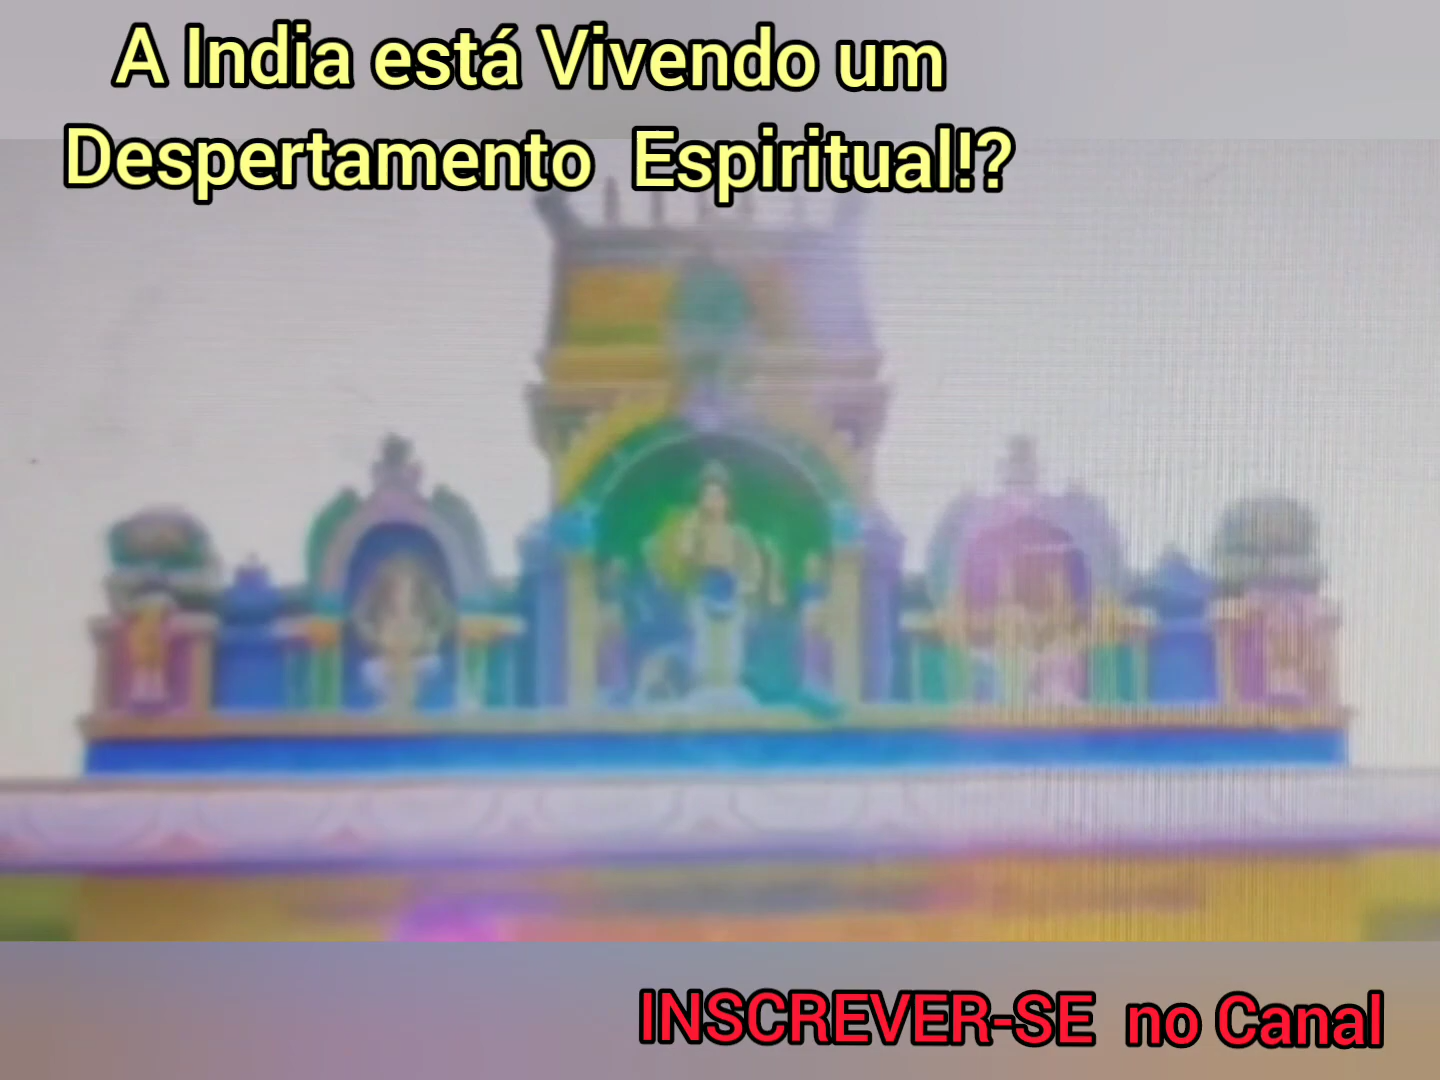 A India está Vivendo um
Despertamento Espiritual!?
INSCREVER-SE no Canal